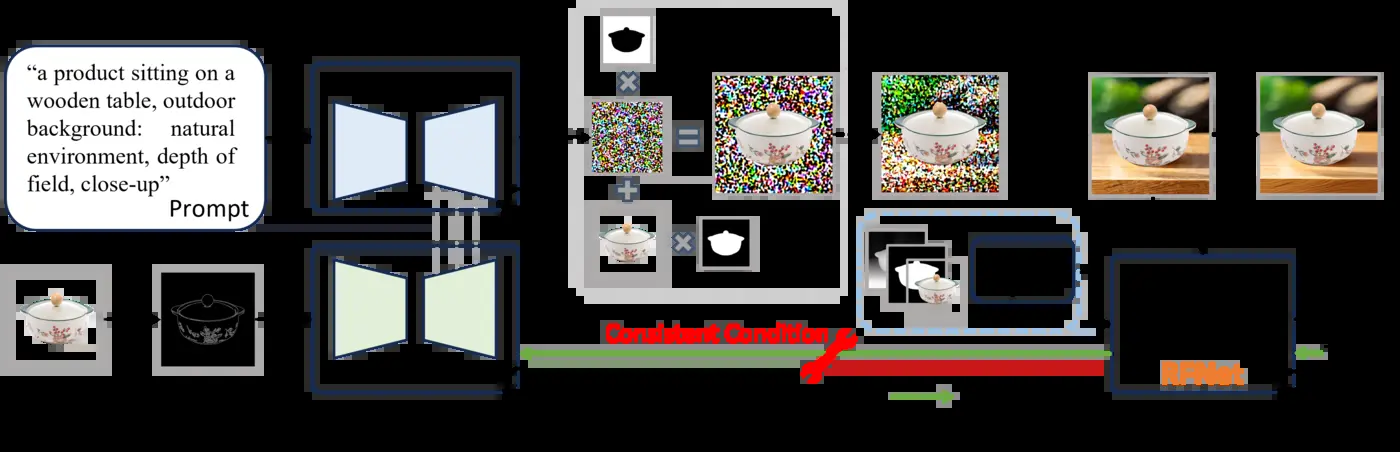 “a product sitting on a
wooden table, outdoor
background: natural
environment, depth of
field, close-up”
Prompt
Consistent Condition
RFNet